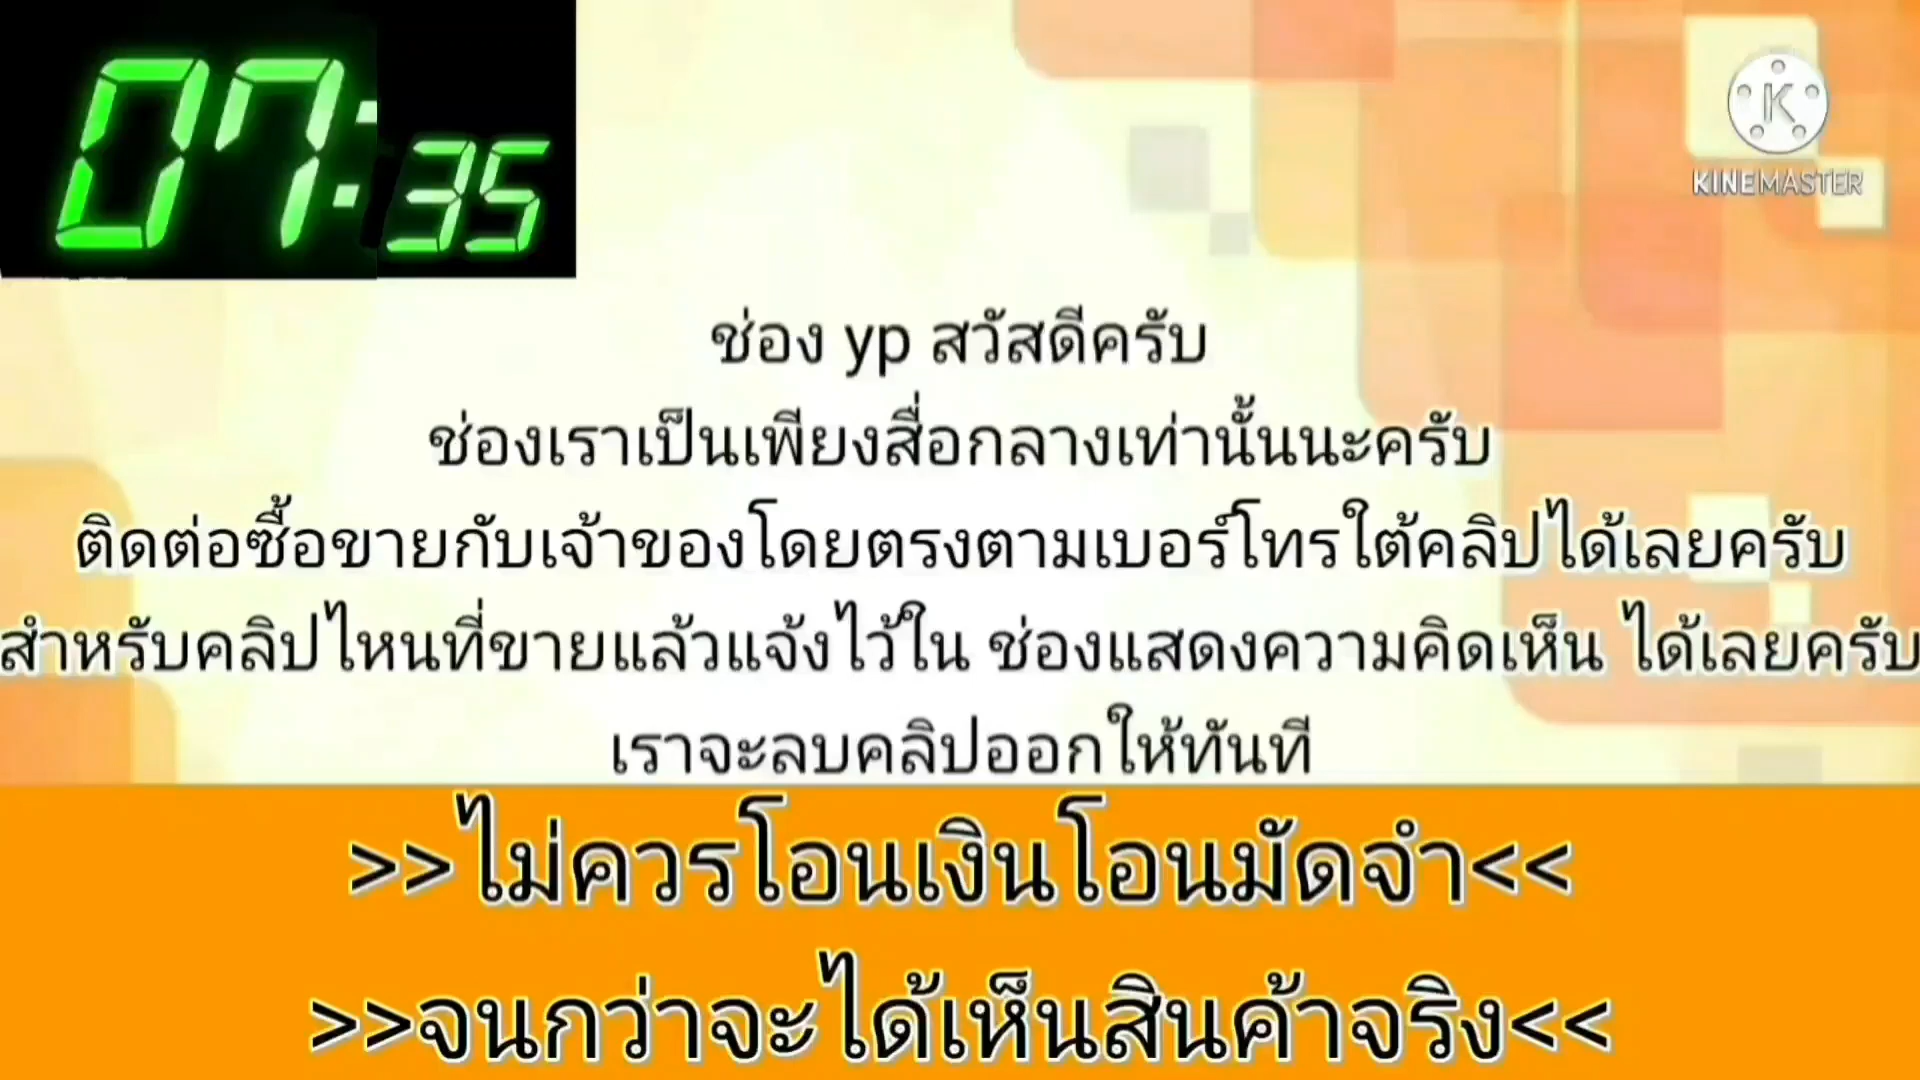 07:35
KINEMASTER
ช่อง yp สวัสดีครับ
ช่องเราเป็นเพียงสื่อกลางเท่านั้นนะครับ
ติดต่อซื้อขายกับเจ้าของโดยตรงตามเบอร์โทรใต้คลิปได้เลยครับ
สำหรับคลิปไหนที่ขายแล้วแจ้งไว้ใน ช่องแสดงความคิดเห็น ได้เลยครับ
เราจะลบคลิปออกให้ทันที
>>ไม่ควรโอนเงินโอนมัดจำ<<
>>จนกว่าจะได้เห็นสินค้าจริง<<